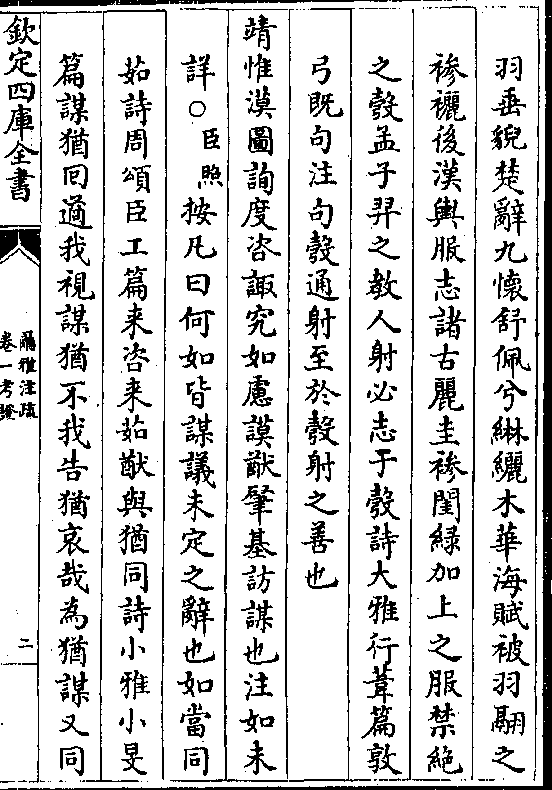 羽垂貌楚辭九懷舒佩兮綝纚木華海賦被羽翮之
襂襹後漢輿服志諸古麗圭襂閨緑加上之服禁絶
之彀孟子羿之教人射必志于彀詩大雅行葦篇敦
弓既句注句彀通射至於彀射之善也
靖惟漠圖詢度咨諏究如慮謨猷肇基訪謀也注如未
詳○臣照按凡曰何如皆謀議未定之辭也如當同
茹詩周頌臣工篇来咨来茹猷與猶同詩小雅小旻
篇謀猶囘遹我視謀猶不我告猶哀哉為猶謀又同
欽定四庫全書
爾雅注疏
卷一考證
二